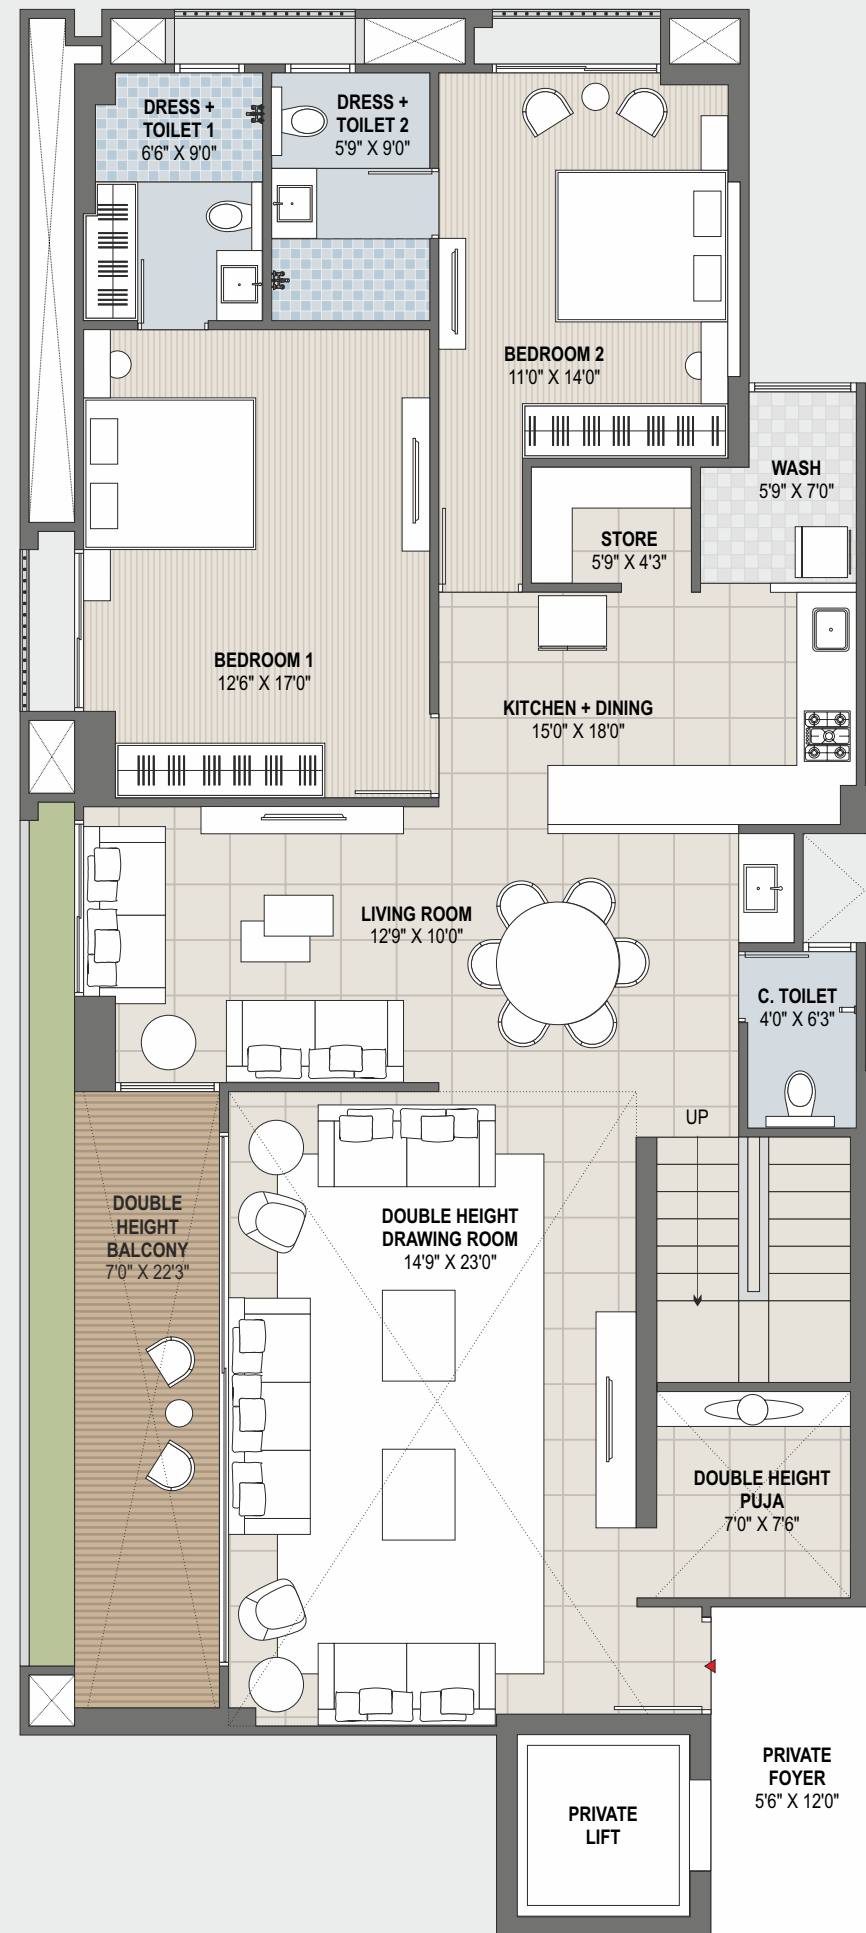 DRESS +
TOILET 1
6'6" X 9'0"
DRESS +
TOILET 2
5'9" X 9'0"
BEDROOM 2
11'0" X 14'0"
WASH
5'9" X 7'0"
STORE
5'9" X 4'3"
BEDROOM 1
12'6" X 17'0"
KITCHEN + DINING
15'0" X 18'0"
LIVING ROOM
12'9" X 10'0"
C. TOILET
4'0" X 6'3"
UP
DOUBLE
HEIGHT
BALCONY
7'0" X 22'3"
DOUBLE HEIGHT
DRAWING ROOM
14'9" X 23'0"
DOUBLE HEIGHT
PUJA
7'0" X 7'6"
PRIVATE
FOYER
5'6" X 12'0"
PRIVATE
LIFT